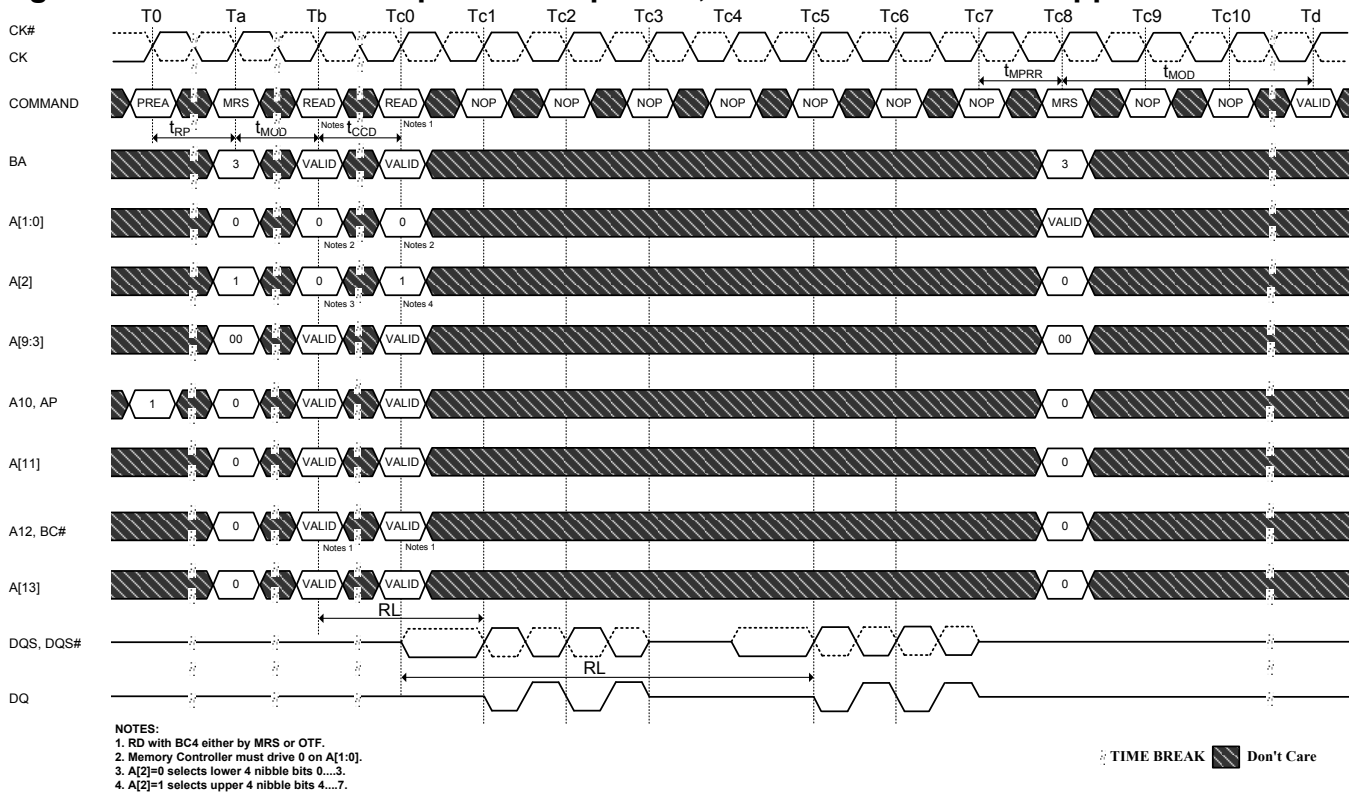 T0 Ta Tb Tc0 Tc1 Tc2 Tc3 Tc4 Tc5 Tc6 Tc7 Tc8 Tc9 Tc10 Td
CK#
CK
tMPRR tMOD
COMMAND PREA MRS READ READ NOP NOP NOP NOP NOP NOP NOP MRS NOP NOP VALID
Notes 1 Notes 1
tRP tMOD tCCD
BA 3 VALID VALID 3
A[1:0] 0 0 0 VALID
Notes 2 Notes 2
A[2] 1 0 1 0
Notes 3 Notes 4
A[9:3] 00 VALID VALID 00
A10, AP 1 0 VALID VALID 0
A[11] 0 VALID VALID 0
A12, BC# 0 VALID VALID 0
Notes 1 Notes 1
A[13] 0 VALID VALID 0
RL
DQS, DQS#
RL
DQ
NOTES:
1. RD with BC4 either by MRS or OTF.
2. Memory Controller must drive 0 on A[1:0].
3. A[2]=0 selects lower 4 nibble bits 0....3.
4. A[2]=1 selects upper 4 nibble bits 4....7.
TIME BREAK Don't Care